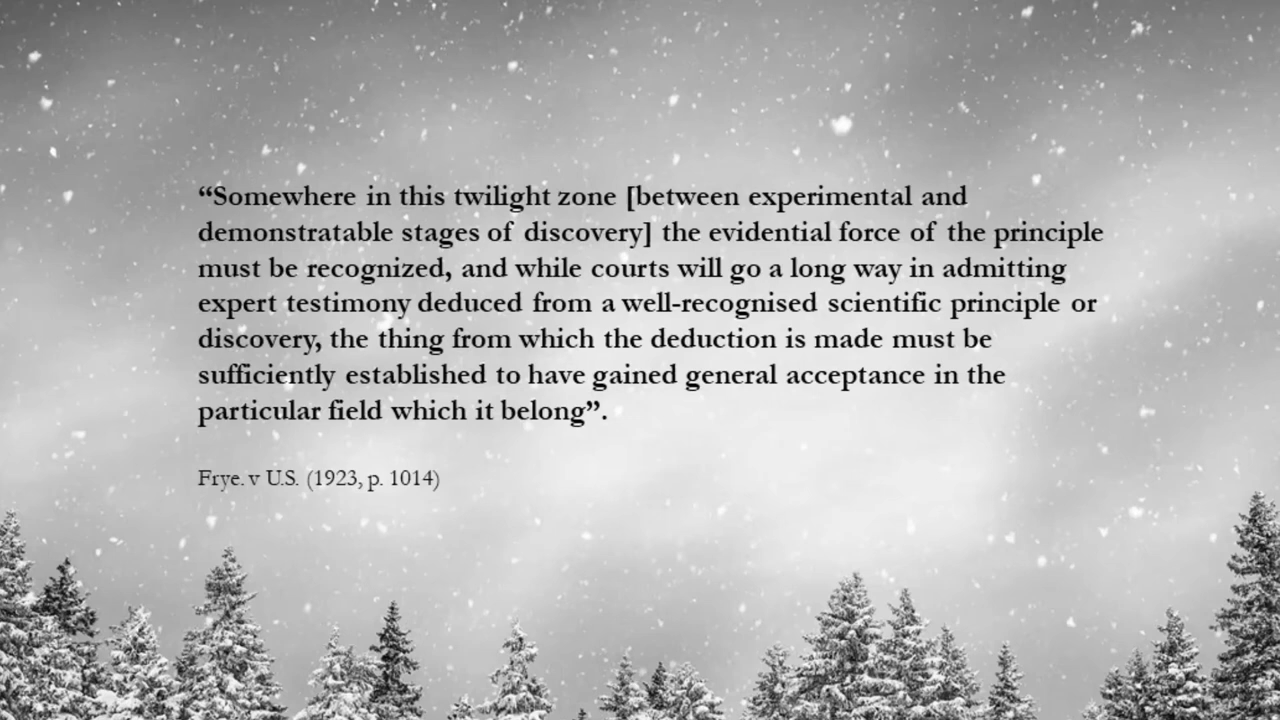 “Somewhere in this twilight zone [between experimental and
demonstratable stages of discovery] the evidential force of the principle
must be recognized, and while courts will go a long way in admitting
expert testimony deduced from a well-recognised scientific principle or
discovery, the thing from which the deduction is made must be
sufficiently established to have gained general acceptance in the
particular field which it belong”.
Frye. v U.S. (1923, p. 1014)